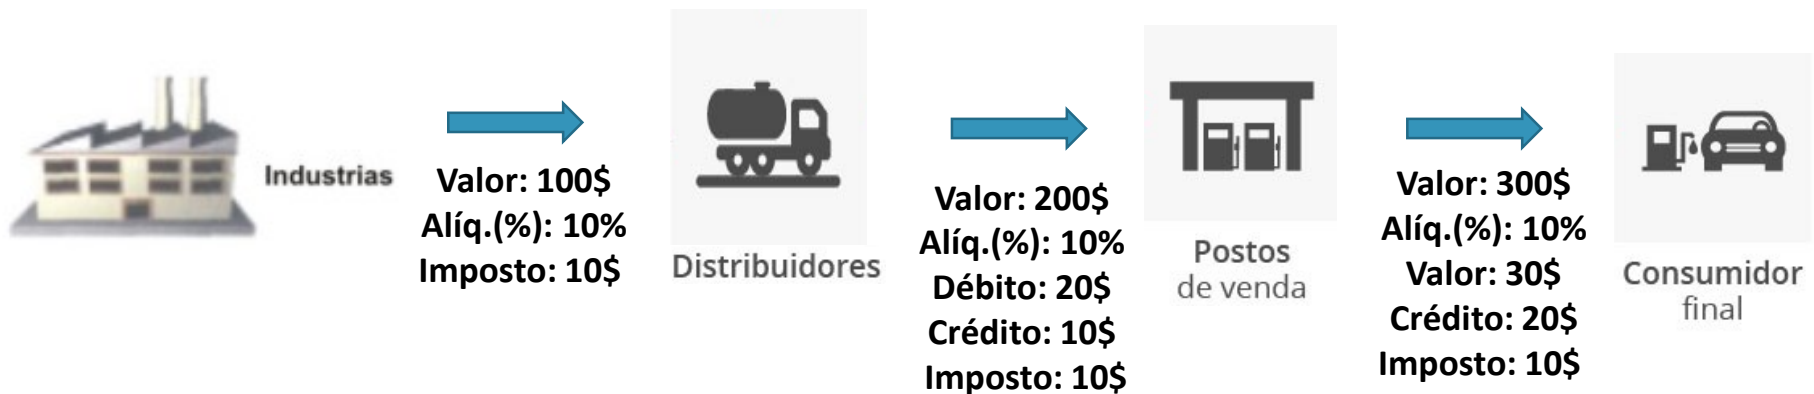 Industrias
Valor: 100$
Alíq.(%): 10%
Imposto: 10$
Distribuidores
Valor: 200$
Alíq.(%): 10%
Débito: 20$
Crédito: 10$
Imposto: 10$
Postos
de venda
Valor: 300$
Alíq.(%): 10%
Valor: 30$
Crédito: 20$
Imposto: 10$
Consumidor
final